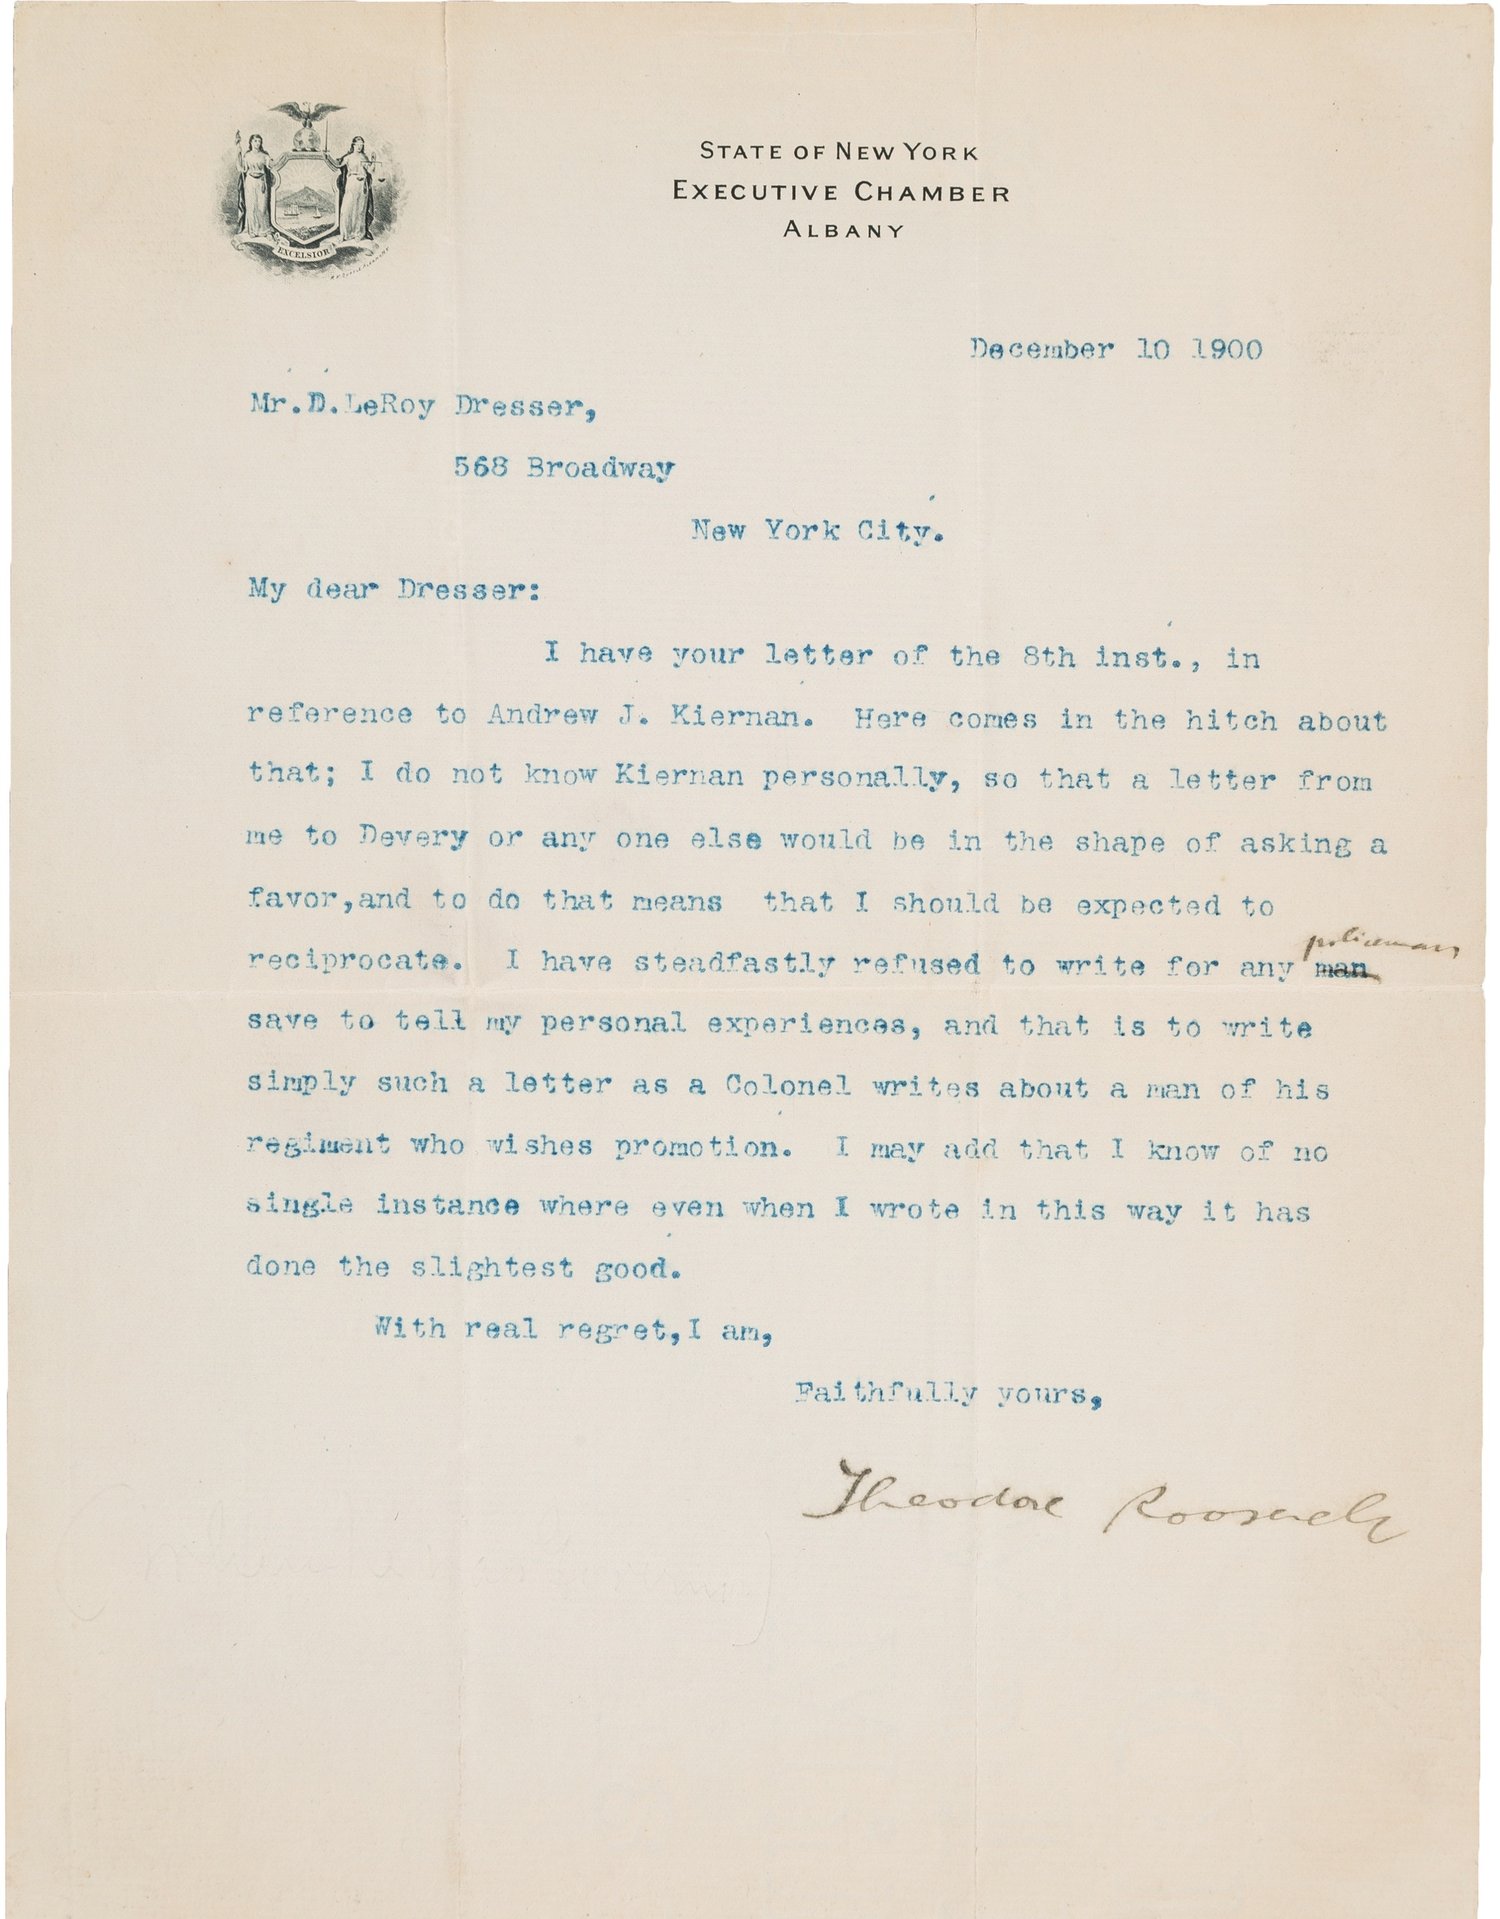 EXCELSIOR
STATE OF NEW YORK
EXECUTIVE CHAMBER
ALBANY
December 10 1900
Mr.D.LeRoy Dresser,
568 Broadway
New York City.
My dear Dresser:
I have your letter of the 8th inst., in
reference to Andrew J. Kiernan. Here comes in the hitch about
that; I do not know Kiernan personally, so that a letter from
me to Devery or any one else would be in the shape of asking a
favor,and to do that means that I should be expected to
policeman
reciprocate. I have steadfastly refused to write for any man
save to tell my personal experiences, and that is to write
simply such a letter as a Colonel writes about a man of his
regiment who wishes promotion. I may add that I know of no
single instance where even when I wrote in this way it has
done the slightest good.
With real regret,I am,
Faithfully yours,
Theodore Roosevelt